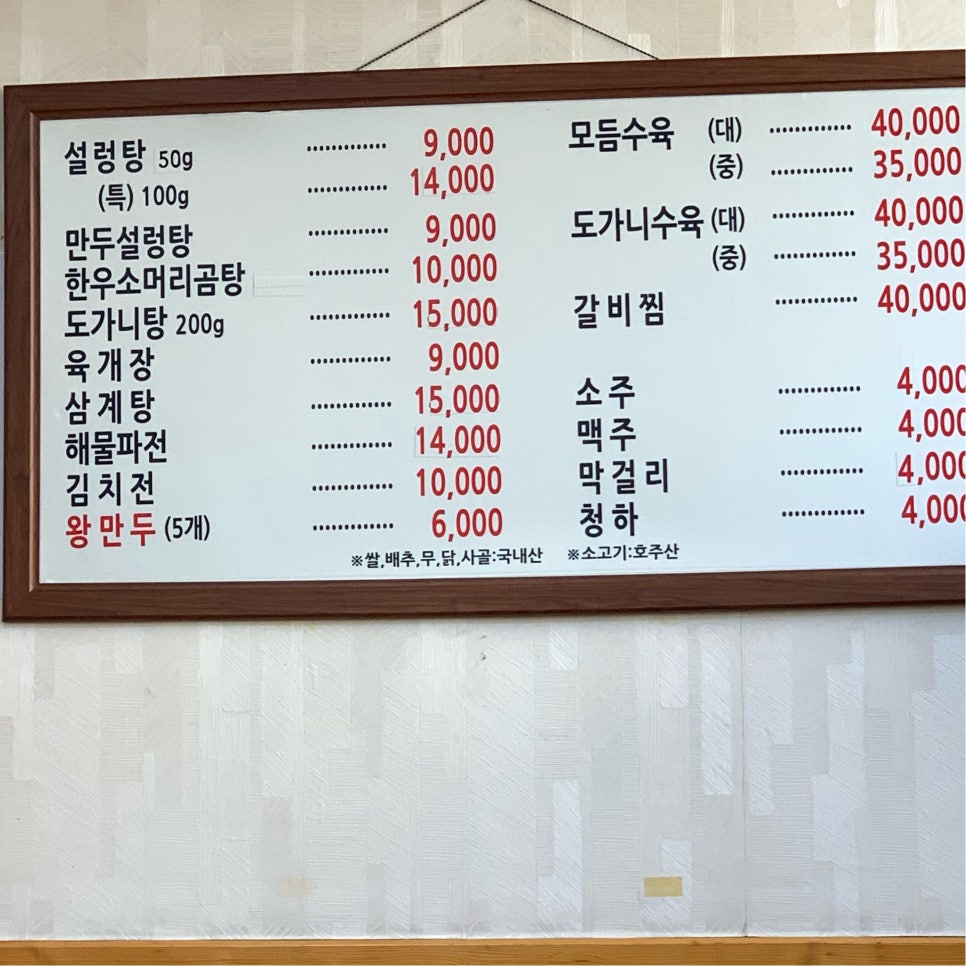 설렁탕 50g ............. 9,000
(특) 100g ............. 14,000
만두설렁탕 ............. 9,000
한우소머리곰탕 ............. 10,000
도가니탕 200g ............. 15,000
육개장 ............. 9,000
삼계탕 ............. 15,000
해물파전 ............. 14,000
김치전 ............. 10,000
왕만두 (5개) ............. 6,000
모듬수육 (대) ............. 40,000
(중) ............. 35,000
도가니수육 (대) ............. 40,000
(중) ............. 35,000
갈비찜 ............. 40,000
소주 ............. 4,000
맥주 ............. 4,000
막걸리 ............. 4,000
청하 ............. 4,000
※쌀,배추,무,닭,사골:국내산 ※소고기:호주산